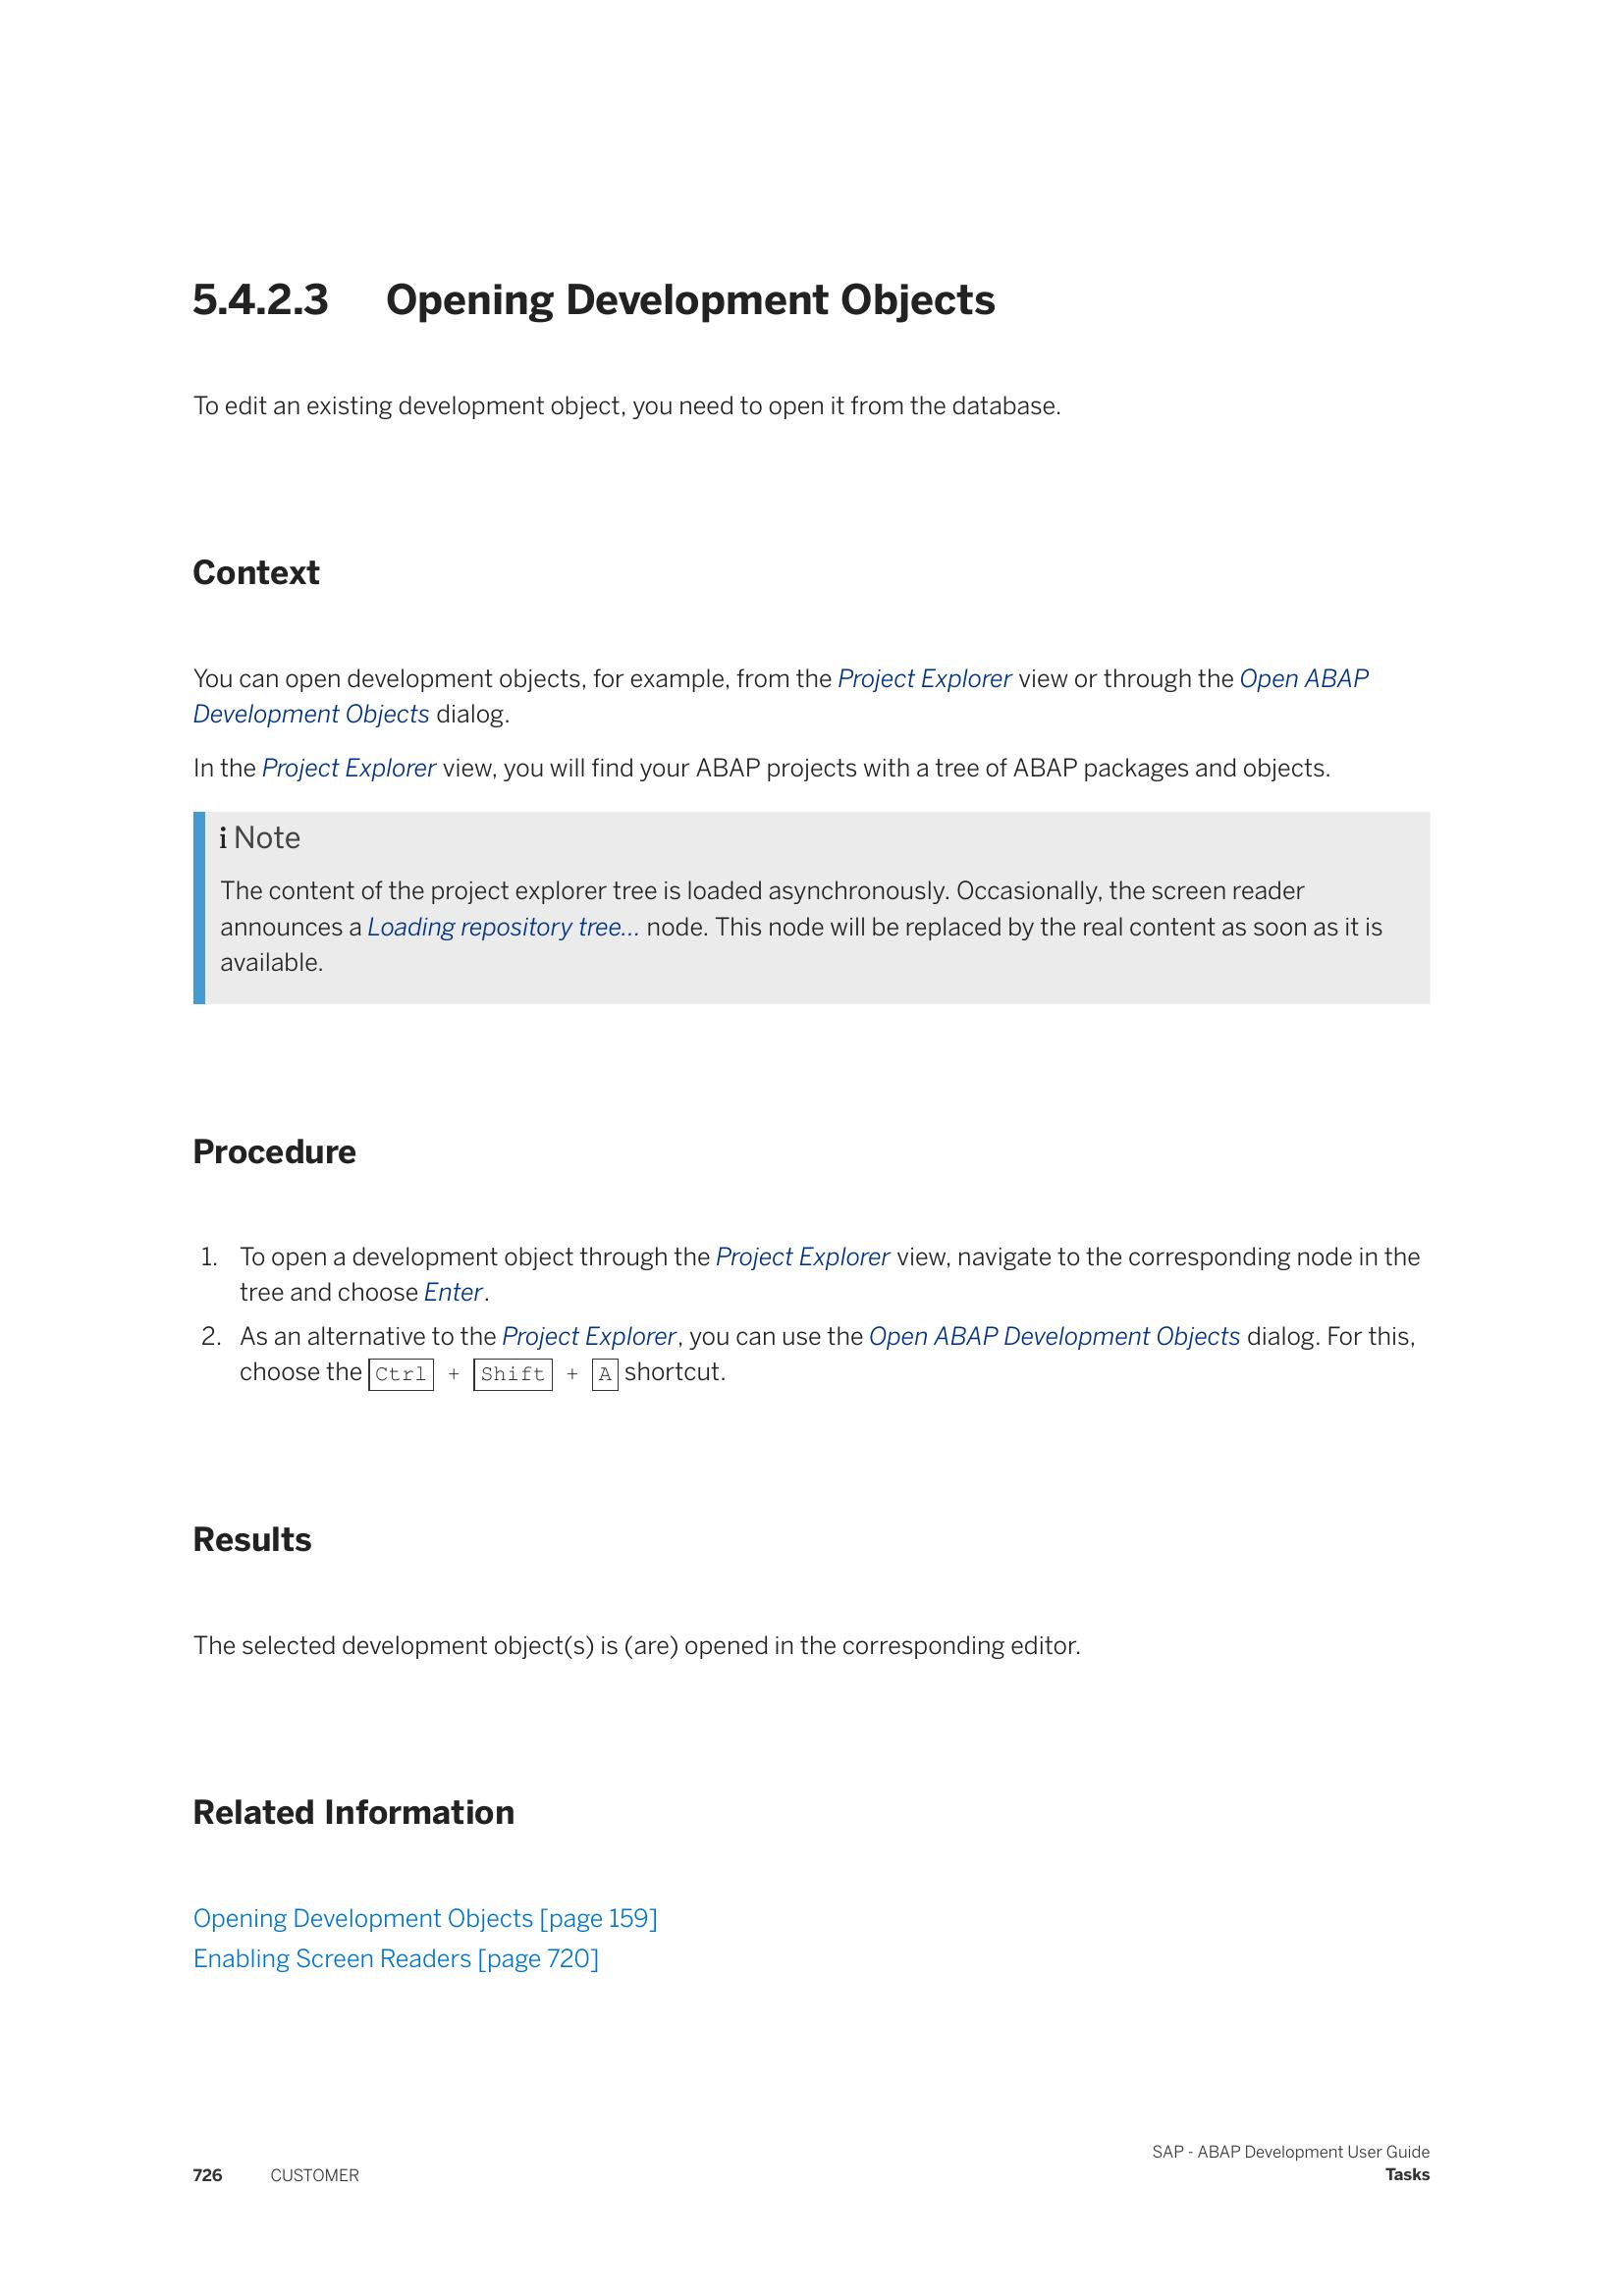 5.4.2.3 Opening Development Objects
To edit an existing development object, you need to open it from the database.
Context
You can open development objects, for example, from the Project Explorer view or through the Open ABAP
Development Objects dialog.
In the Project Explorer view, you will find your ABAP projects with a tree of ABAP packages and objects.
i Note
The content of the project explorer tree is loaded asynchronously. Occasionally, the screen reader
announces a Loading repository tree... node. This node will be replaced by the real content as soon as it is
available.
Procedure
1. To open a development object through the Project Explorer view, navigate to the corresponding node in the
tree and choose Enter.
2. As an alternative to the Project Explorer, you can use the Open ABAP Development Objects dialog. For this,
choose the Ctrl + Shift + A shortcut.
Results
The selected development object(s) is (are) opened in the corresponding editor.
Related Information
Opening Development Objects [page 159]
Enabling Screen Readers [page 720]
SAP - ABAP Development User Guide
726 CUSTOMER Tasks